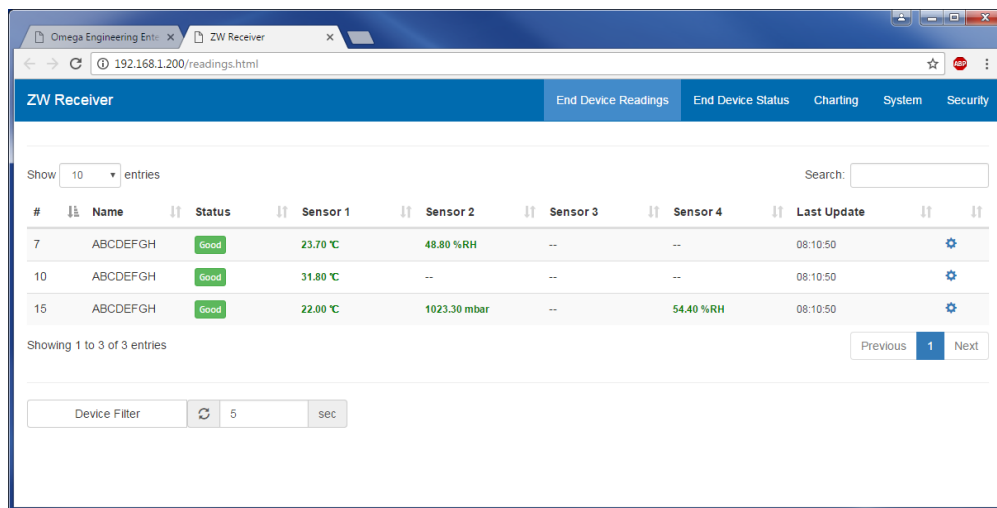 Omega Engineering Ente
ZW Receiver
192.168.1.200/readings.html
ABP
ZW Receiver End Device Readings End Device Status Charting System Security
Show 10 entries Search:
# Name Status Sensor 1 Sensor 2 Sensor 3 Sensor 4 Last Update
7 ABCDEFGH Good 23.70 ℃ 48.80 %RH -- -- 08:10:50
10 ABCDEFGH Good 31.80 ℃ -- -- -- 08:10:50
15 ABCDEFGH Good 22.00 ℃ 1023.30 mbar -- 54.40 %RH 08:10:50
Showing 1 to 3 of 3 entries Previous 1 Next
Device Filter 5 sec